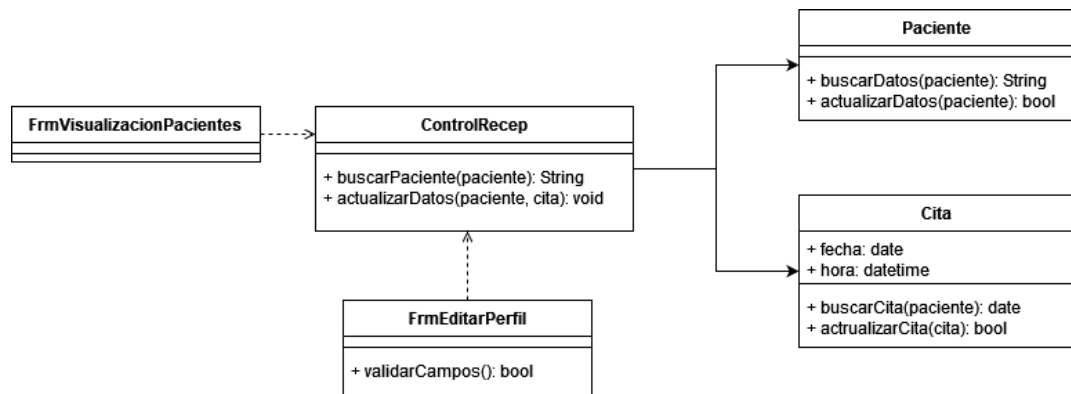 Paciente
+ buscarDatos(paciente): String
+ actualizarDatos(paciente): bool
FrmVisualizacionPacientes
ControlRecep
+ buscarPaciente(paciente): String
+ actualizarDatos(paciente, cita): void
Cita
+ fecha: date
+ hora: datetime
+ buscarCita(paciente): date
+ actrualizarCita(cita): bool
FrmEditarPerfil
+ validarCampos(): bool